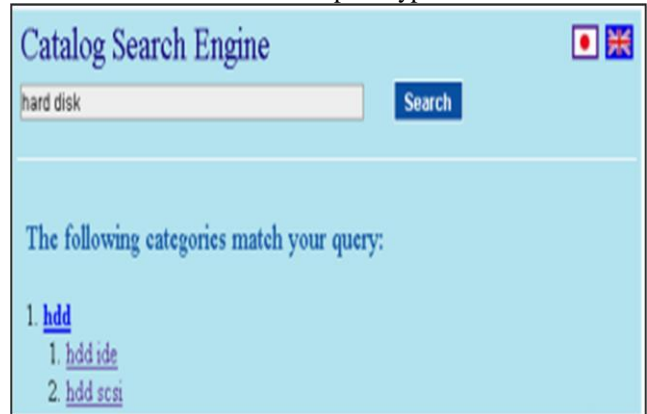 Catalog Search Engine
hard disk
Search
The following categories match your query:
1. hdd
1. hdd ide
2. hdd scsi